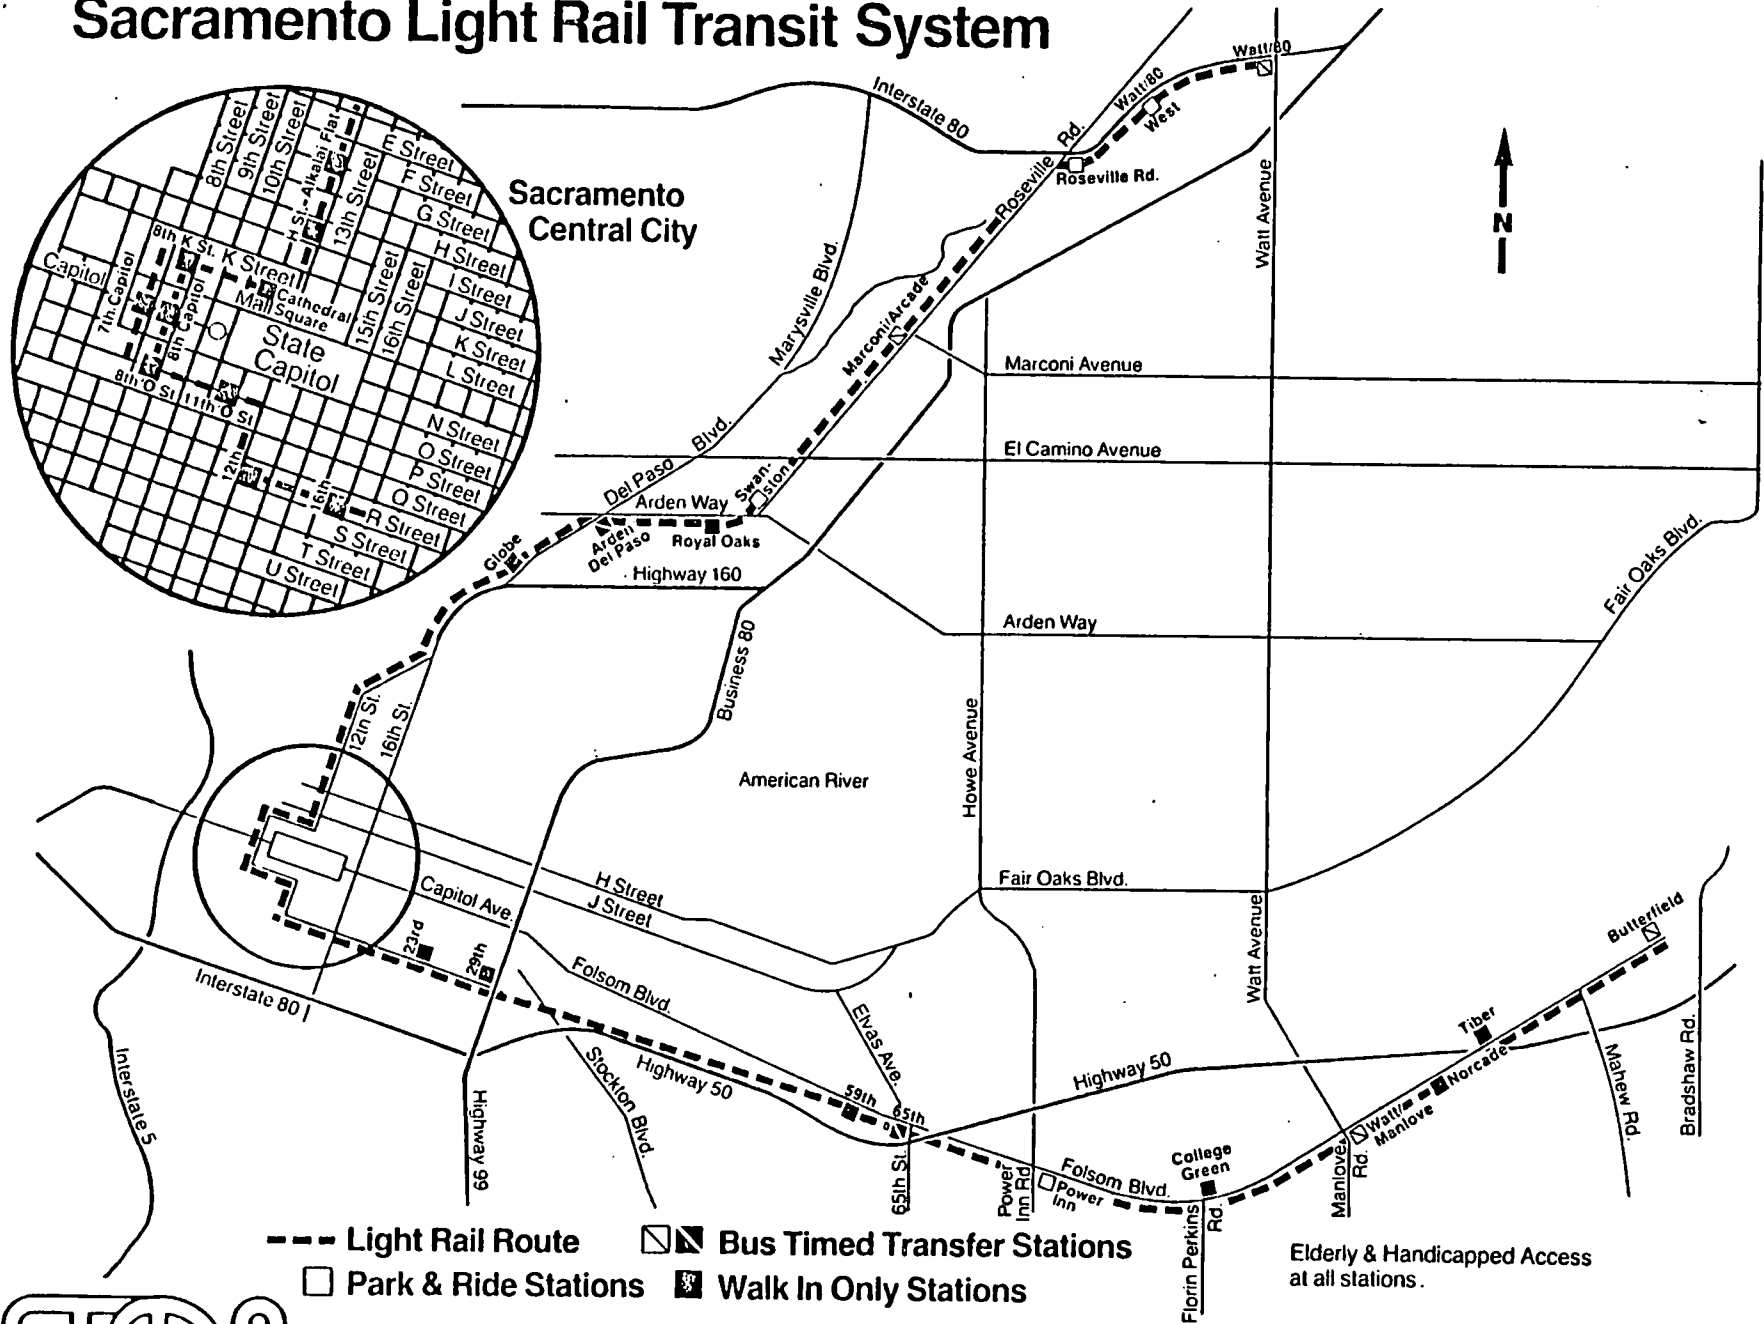 Sacramento Light Rail Transit System
Sacramento
Central City
8th Street
9th Street
10th Street
H St.-Alkalai Flat
13th Street
E Street
F Street
G Street
H Street
I Street
J Street
K Street
L Street
N Street
O Street
P Street
Q Street
R Street
S Street
T Street
U Street
15th Street
16th Street
8th K St.
K Street
Mall
Cathedral
Square
Capitol
7th. Capitol
8th Capitol
State
Capitol
8th O St.
11th O St
12th
16th
Interstate 80
Watt/80
Watt/80
West
Roseville Rd.
Roseville Rd.
Watt Avenue
N
Marysville Blvd.
Marconi/Arcade
Marconi Avenue
El Camino Avenue
Del Paso Blvd.
Swan-
ston
Arden Way
Arden
Del Paso
Royal Oaks
Globe
Highway 160
Arden Way
Fair Oaks Blvd.
Business 80
12th St.
16th St.
American River
Howe Avenue
Fair Oaks Blvd.
H Street
J Street
Capitol Ave.
23rd
29th
Folsom Blvd.
Interstate 80
Interstate 5
Highway 99
Stockton Blvd.
Highway 50
Elvas Ave.
59th
65th
65th St.
Highway 50
Watt Avenue
Power
Inn Rd
Power
Inn
Folsom Blvd.
College
Green
Florin Perkins
Rd.
Manlove
Rd.
Watt/
Manlove
Norcade
Tiber
Butterfield
Mahew Rd.
Bradshaw Rd.
Light Rail Route
Bus Timed Transfer Stations
Park & Ride Stations
Walk In Only Stations
Elderly & Handicapped Access
at all stations.